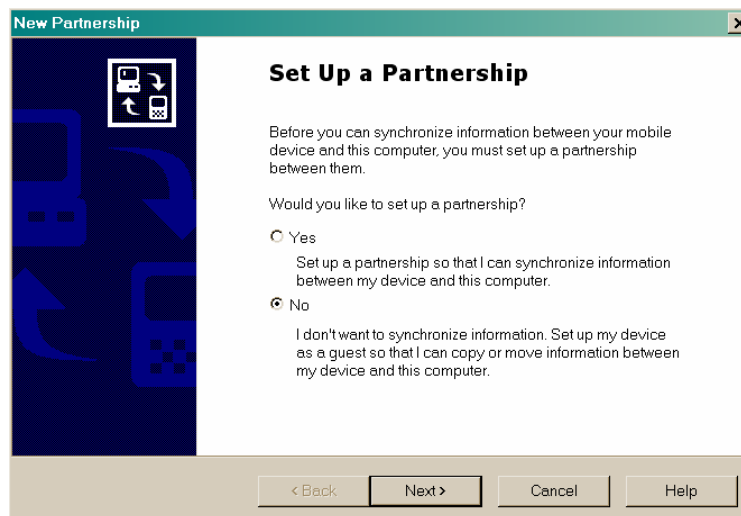 New Partnership
Set Up a Partnership
Before you can synchronize information between your mobile
device and this computer, you must set up a partnership
between them.
Would you like to set up a partnership?
Yes
Set up a partnership so that I can synchronize information
between my device and this computer.
No
I don't want to synchronize information. Set up my device
as a guest so that I can copy or move information between
my device and this computer.
< Back Next > Cancel Help